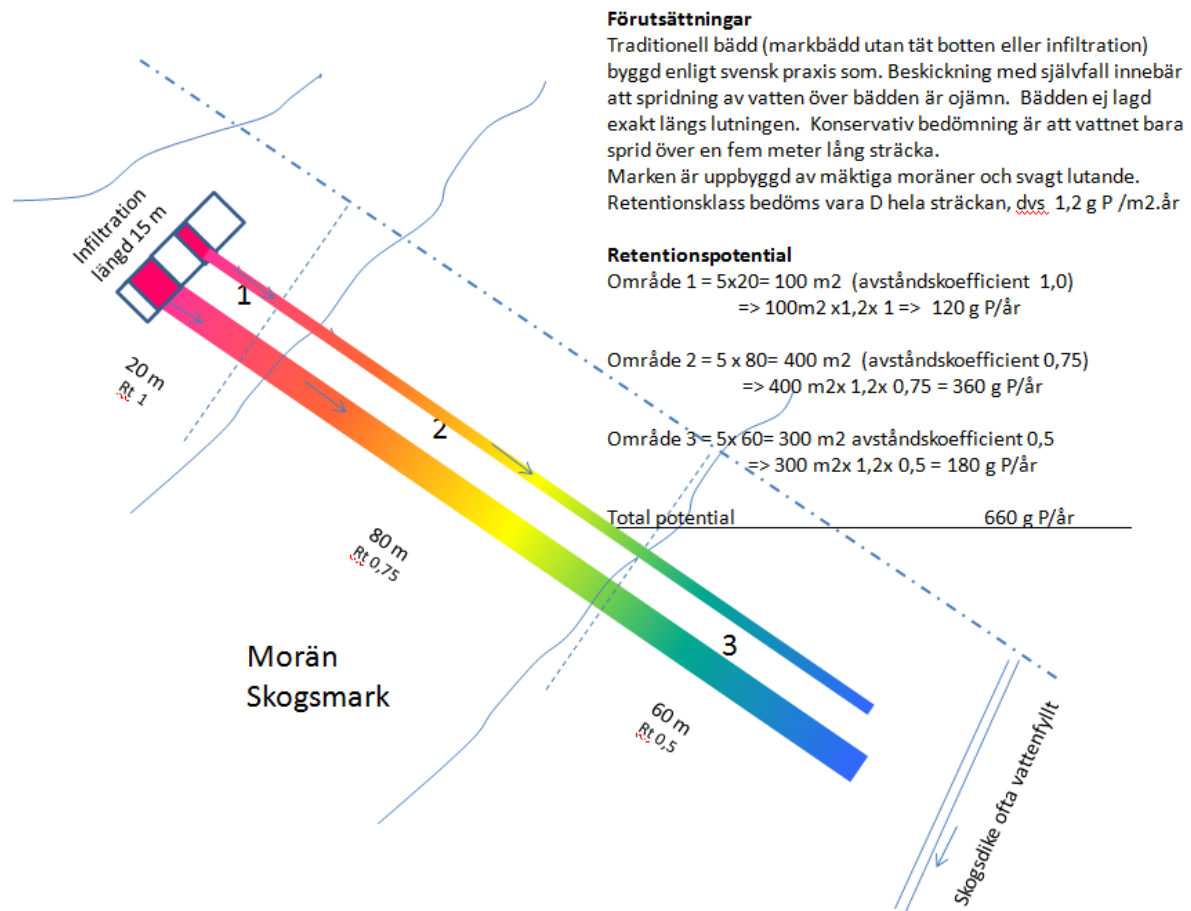 Förutsättningar
Traditionell bädd (markbädd utan tät botten eller infiltration)
byggd enligt svensk praxis som. Beskickning med självfall innebär
att spridning av vatten över bädden är ojämn.  Bädden ej lagd
exakt längs lutningen.  Konservativ bedömning är att vattnet bara
sprid över en fem meter lång sträcka.
Marken är uppbyggd av mäktiga moräner och svagt lutande.
Retentionsklass bedöms vara D hela sträckan, dvs  1,2 g P /m2.år
Retentionspotential
Område 1 = 5x20= 100 m2  (avståndskoefficient  1,0)
=> 100m2 x1,2x 1 =>  120 g P/år
Område 2 = 5 x 80= 400 m2  (avståndskoefficient 0,75)
=> 400 m2x 1,2x 0,75 = 360 g P/år
Område 3 = 5x 60= 300 m2 avståndskoefficient 0,5
=> 300 m2x 1,2x 0,5 = 180 g P/år
Total potential 660 g P/år
Infiltration
längd 15 m
1
20 m
Rt 1
2
80 m
Rt 0,75
3
60 m
Rt 0,5
Morän
Skogsmark
Skogsdike ofta vattenfyllt